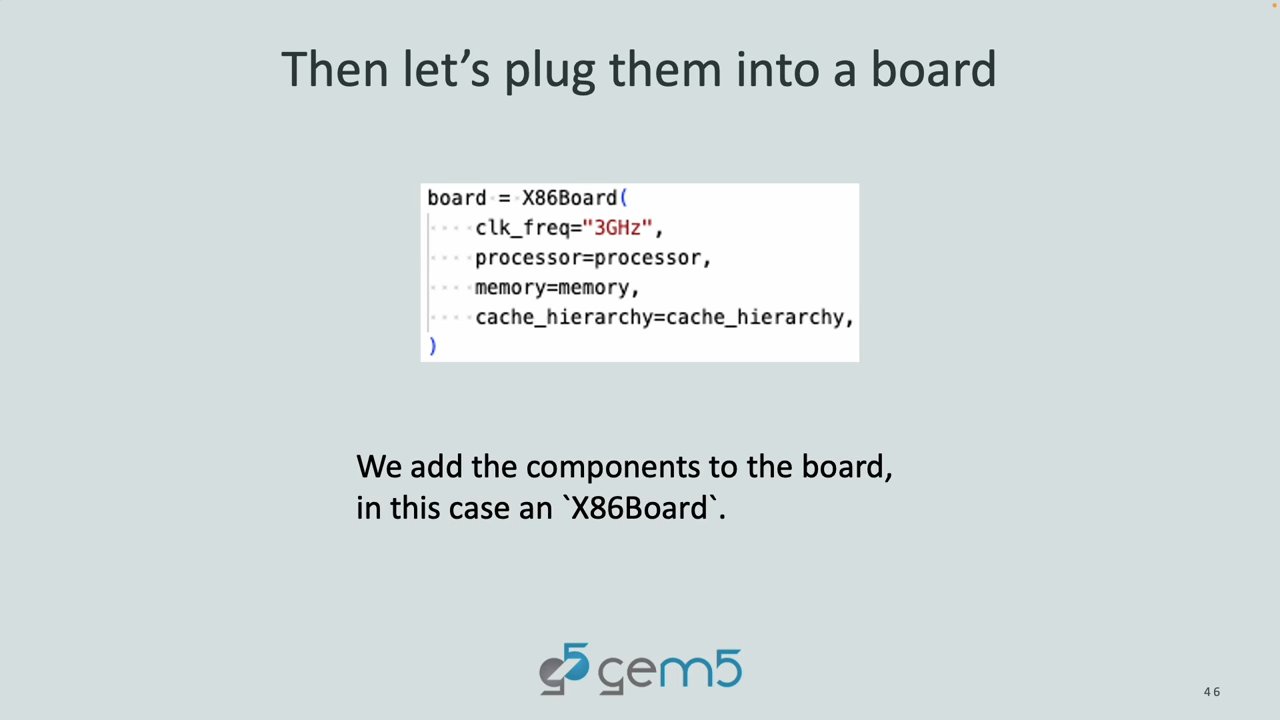 Then let's plug them into a board
board = X86Board(
    clk_freq="3GHz",
    processor=processor,
    memory=memory,
    cache_hierarchy=cache_hierarchy,
)
We add the components to the board,
in this case an `X86Board`.
g5 gem5
46